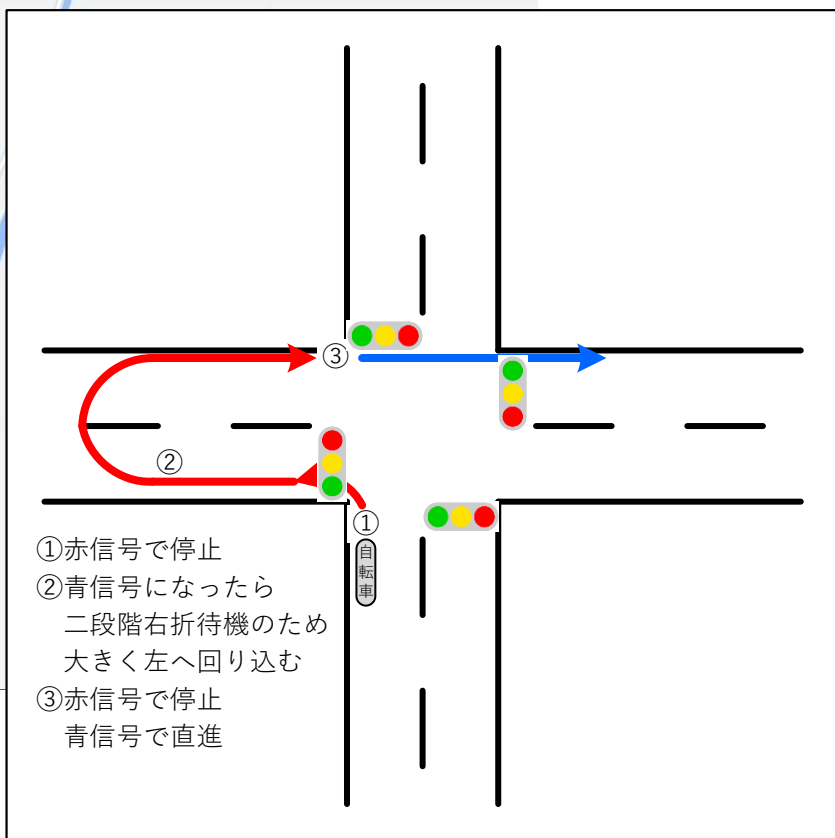 ③
②
①
自転車
①赤信号で停止
②青信号になったら
二段階右折待機のため
大きく左へ回り込む
③赤信号で停止
青信号で直進